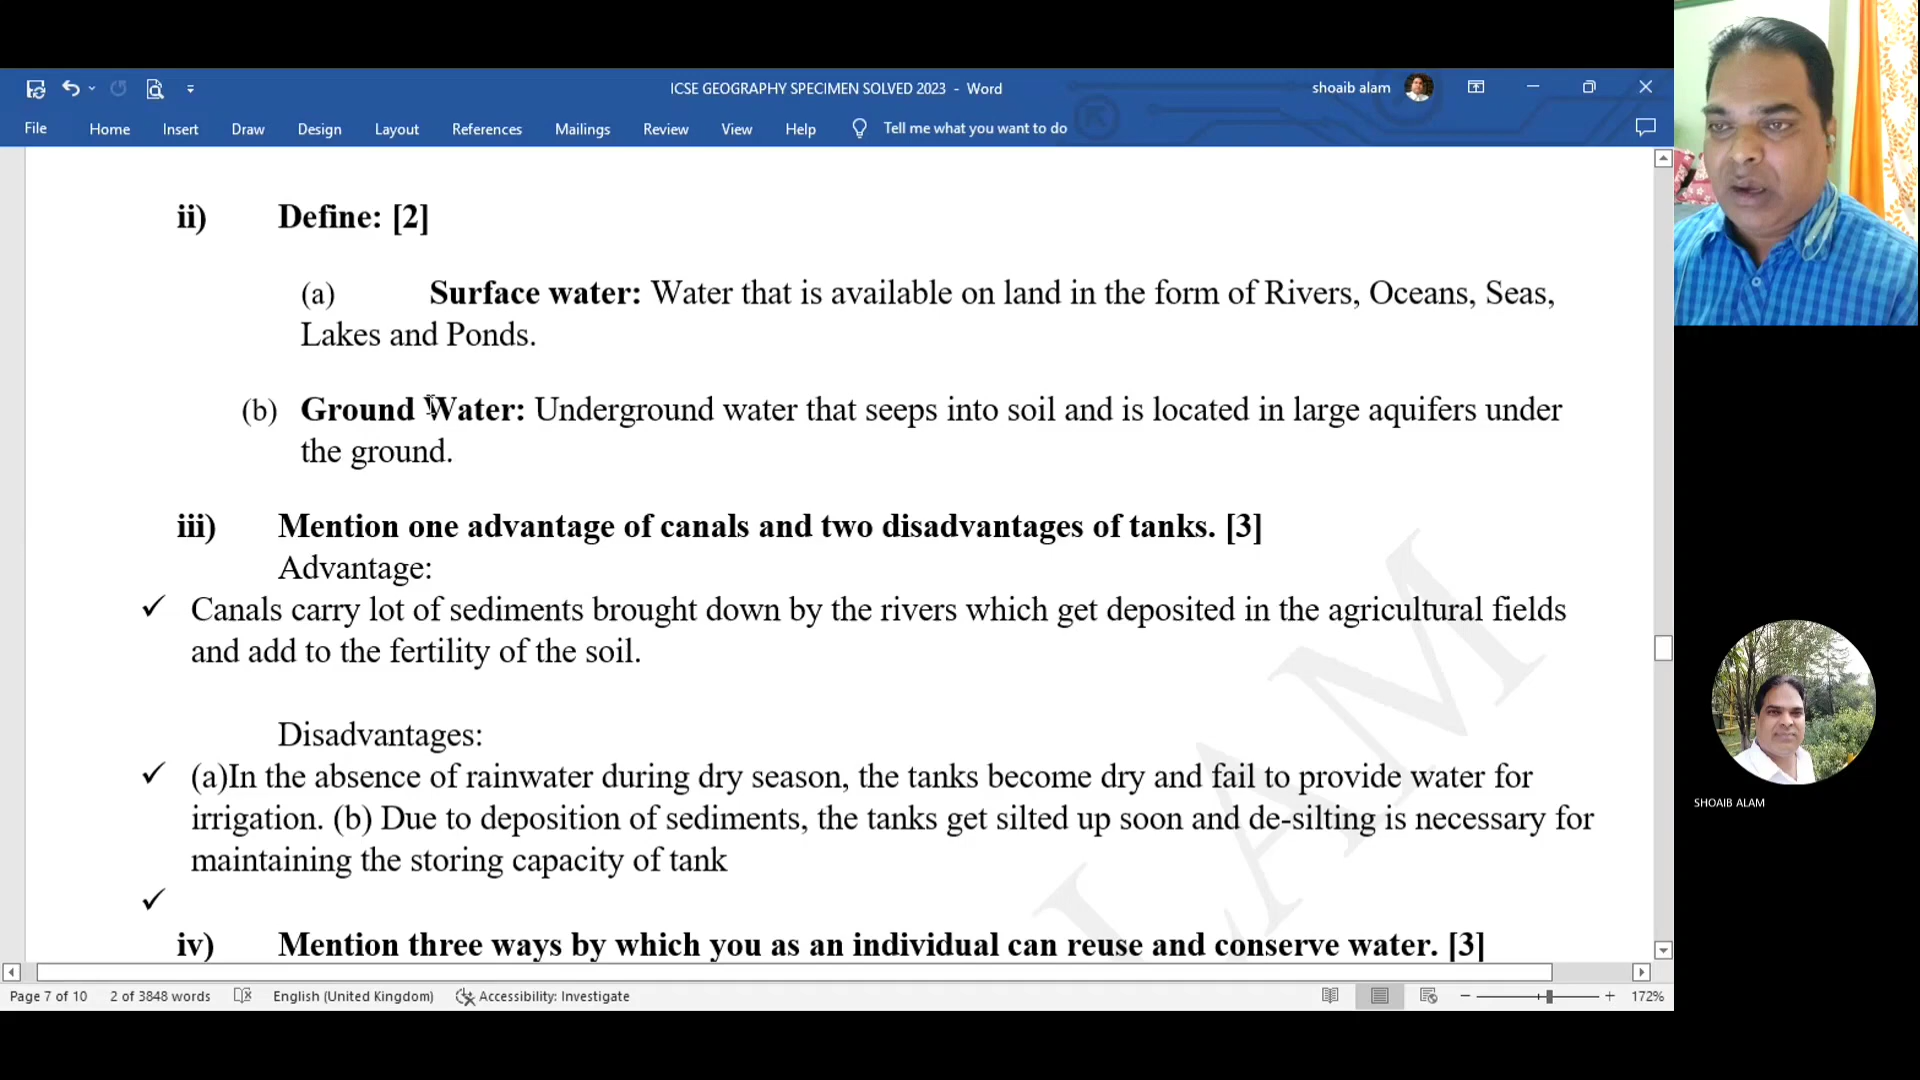 ICSE GEOGRAPHY SPECIMEN SOLVED 2023 - Word
shoaib alam
File Home Insert Draw Design Layout References Mailings Review View Help Tell me what you want to do
ii) Define: [2]
(a) Surface water: Water that is available on land in the form of Rivers, Oceans, Seas,
Lakes and Ponds.
(b) Ground Water: Underground water that seeps into soil and is located in large aquifers under
the ground.
iii) Mention one advantage of canals and two disadvantages of tanks. [3]
Advantage:
✓ Canals carry lot of sediments brought down by the rivers which get deposited in the agricultural fields
and add to the fertility of the soil.
Disadvantages:
✓ (a)In the absence of rainwater during dry season, the tanks become dry and fail to provide water for
irrigation. (b) Due to deposition of sediments, the tanks get silted up soon and de-silting is necessary for
maintaining the storing capacity of tank
✓
iv) Mention three ways by which you as an individual can reuse and conserve water. [3]
LAM
SHOAIB ALAM
Page 7 of 10 2 of 3848 words English (United Kingdom) Accessibility: Investigate 172%